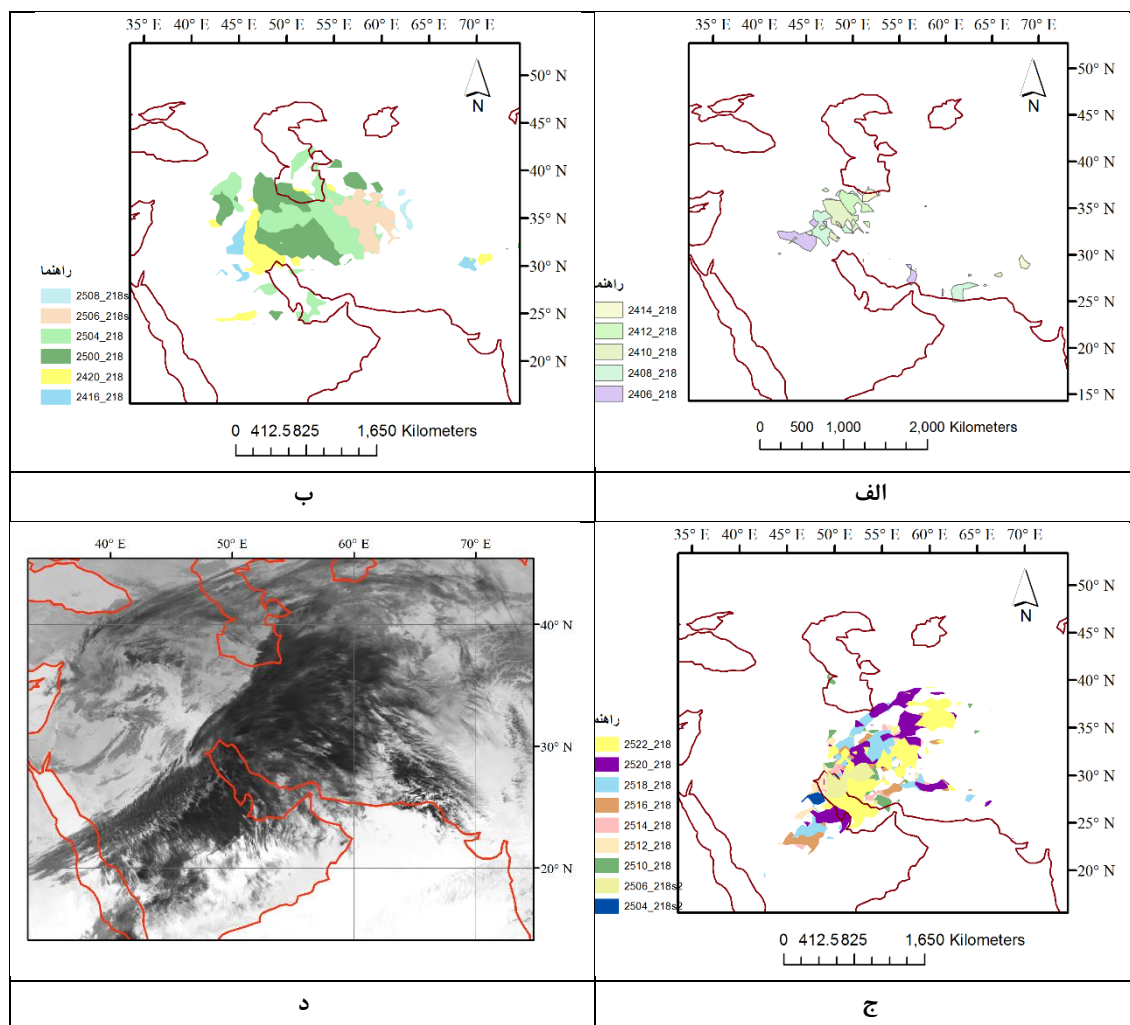 35° E 40° E 45° E 50° E 55° E 60° E 65° E 70° E
50° N
45° N
40° N
35° N
30° N
25° N
20° N
15° N
N
راهنما
2414_218
2412_218
2410_218
2408_218
2406_218
0 500 1,000 2,000 Kilometers
الف
35° E 40° E 45° E 50° E 55° E 60° E 65° E 70° E
50° N
45° N
40° N
35° N
30° N
25° N
20° N
N
راهنما
2508_218s
2506_218s
2504_218
2500_218
2420_218
2416_218
0 412.5 825 1,650 Kilometers
ب
35° E 40° E 45° E 50° E 55° E 60° E 65° E 70° E
50° N
45° N
40° N
35° N
30° N
25° N
20° N
N
راهنم
2522_218
2520_218
2518_218
2516_218
2514_218
2512_218
2510_218
2506_218s2
2504_218s2
0 412.5 825 1,650 Kilometers
ج
40° E 50° E 60° E 70° E
40° N
30° N
20° N
د